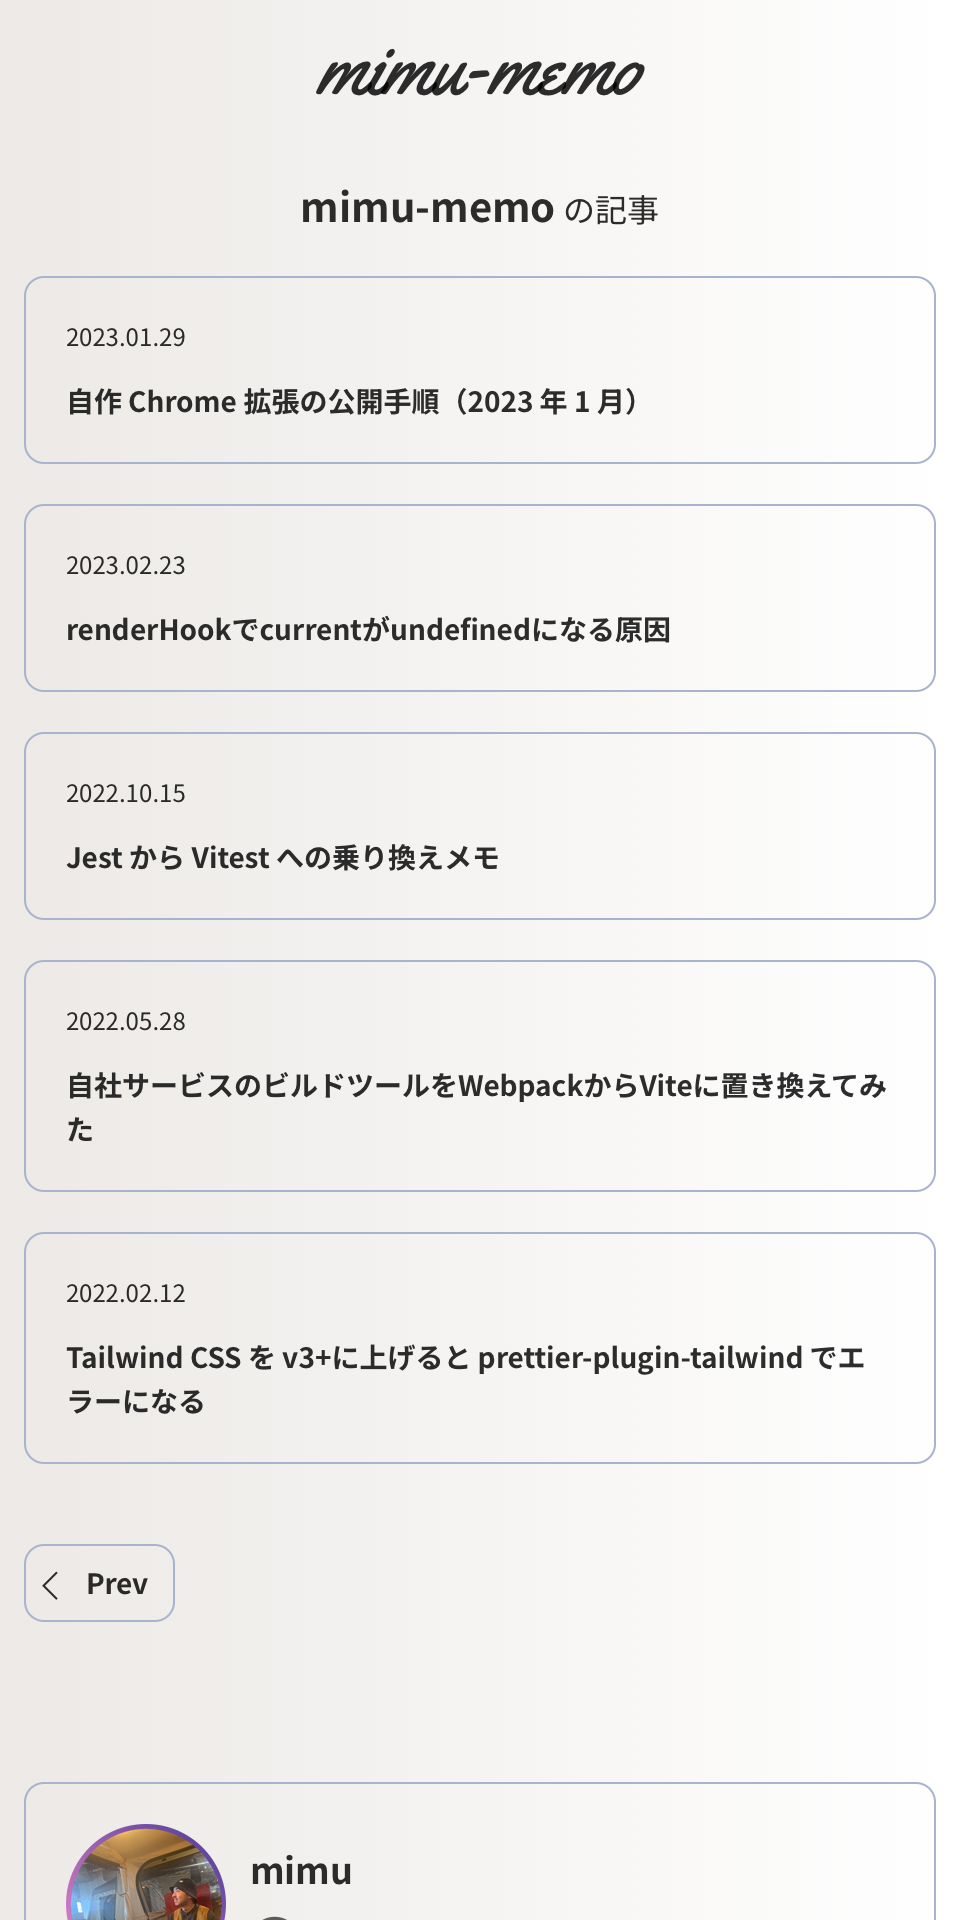 mimu-memo
mimu-memo の記事
2023.01.29
自作 Chrome 拡張の公開手順（2023 年 1 月）
2023.02.23
renderHookでcurrentがundefinedになる原因
2022.10.15
Jest から Vitest への乗り換えメモ
2022.05.28
自社サービスのビルドツールをWebpackからViteに置き換えてみ
た
2022.02.12
Tailwind CSS を v3+に上げると prettier-plugin-tailwind でエ
ラーになる
Prev
mimu